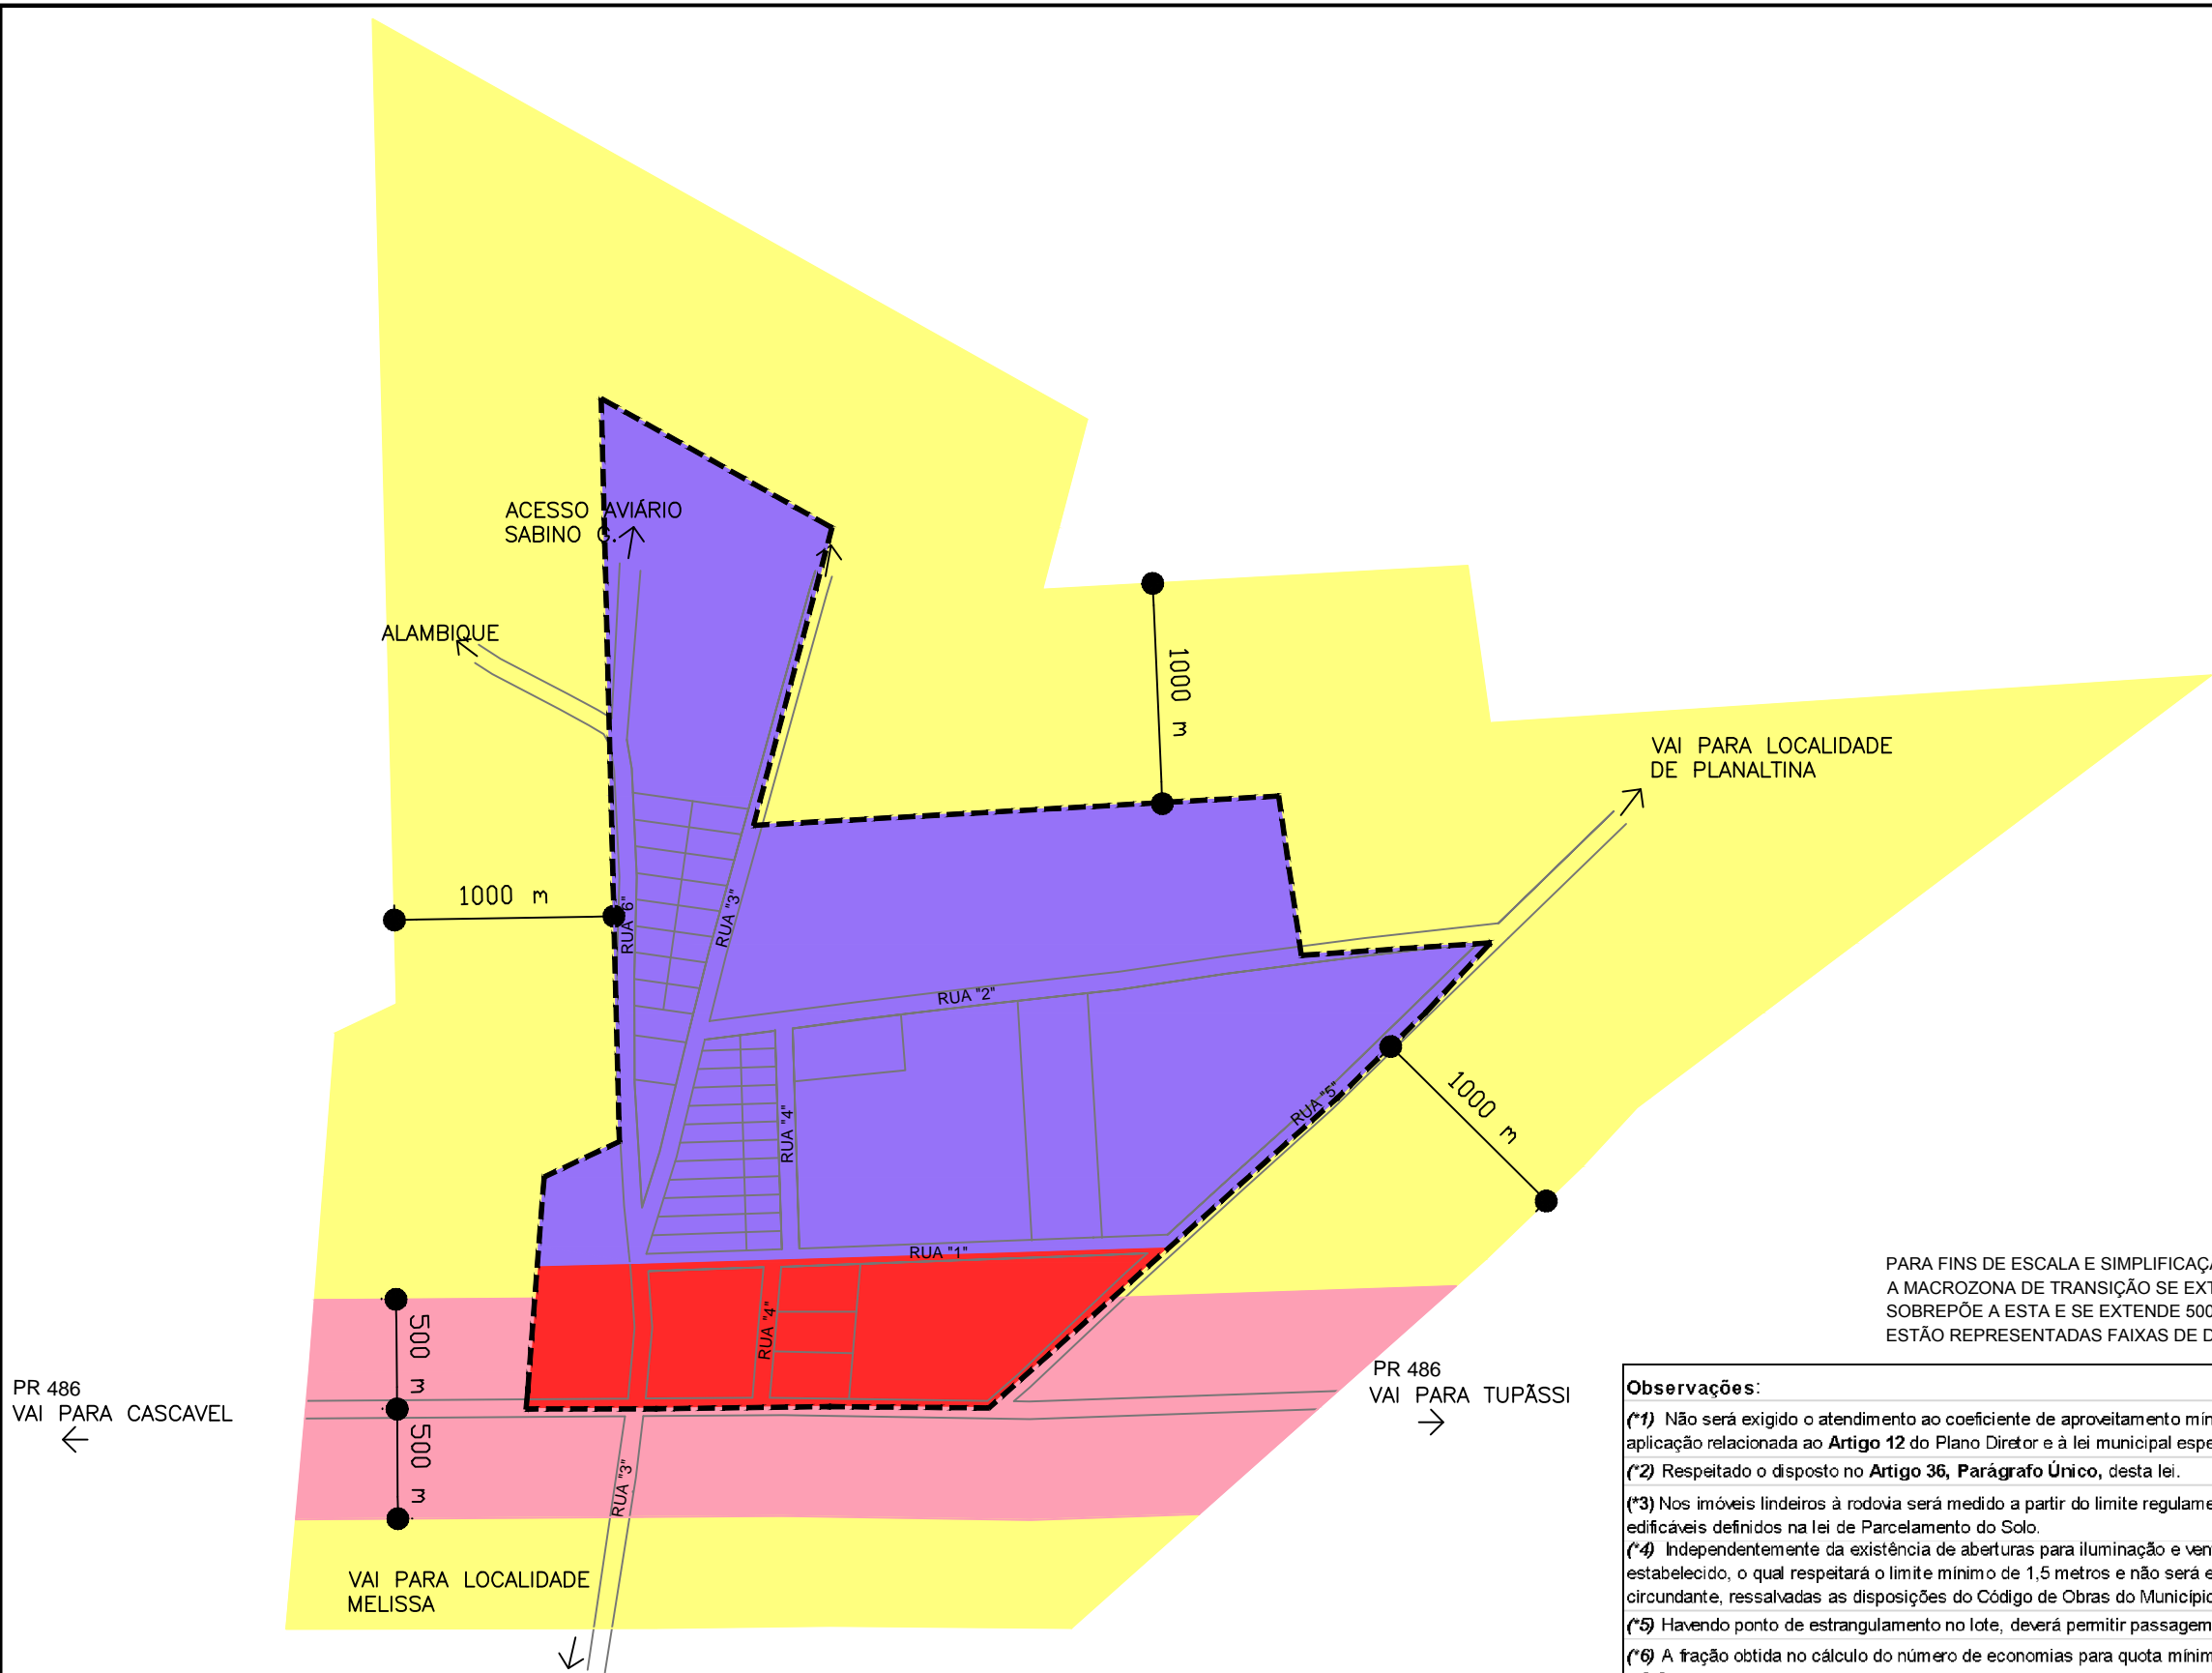 ACESSO AVIÁRIO
SABINO G.
ALAMBIQUE
1000 m
VAI PARA LOCALIDADE
DE PLANALTINA
1000 m
RUA "6"
RUA "3"
RUA "2"
1000 m
RUA "5"
RUA "4"
RUA "1"
PARA FINS DE ESCALA E SIMPLIFICAÇ
A MACROZONA DE TRANSIÇÃO SE EXT
SOBREPÕE A ESTA E SE EXTENDE 500
ESTÃO REPRESENTADAS FAIXAS DE D
500 m
RUA "4"
PR 486
VAI PARA CASCAVEL
PR 486
VAI PARA TUPÃSSI
500 m
RUA "3"
VAI PARA LOCALIDADE
MELISSA
Observações:
(*1) Não será exigido o atendimento ao coeficiente de aproveitamento mín
aplicação relacionada ao Artigo 12 do Plano Diretor e à lei municipal espe
(*2) Respeitado o disposto no Artigo 36, Parágrafo Único, desta lei.
(*3) Nos imóveis lindeiros à rodovia será medido a partir do limite regulame
edificáveis definidos na lei de Parcelamento do Solo.
(*4) Independentemente da existência de aberturas para iluminação e ven
estabelecido, o qual respeitará o limite mínimo de 1,5 metros e não será e
circundante, ressalvadas as disposições do Código de Obras do Município
(*5) Havendo ponto de estrangulamento no lote, deverá permitir passagem
(*6) A fração obtida no cálculo do número de economias para quota mínim